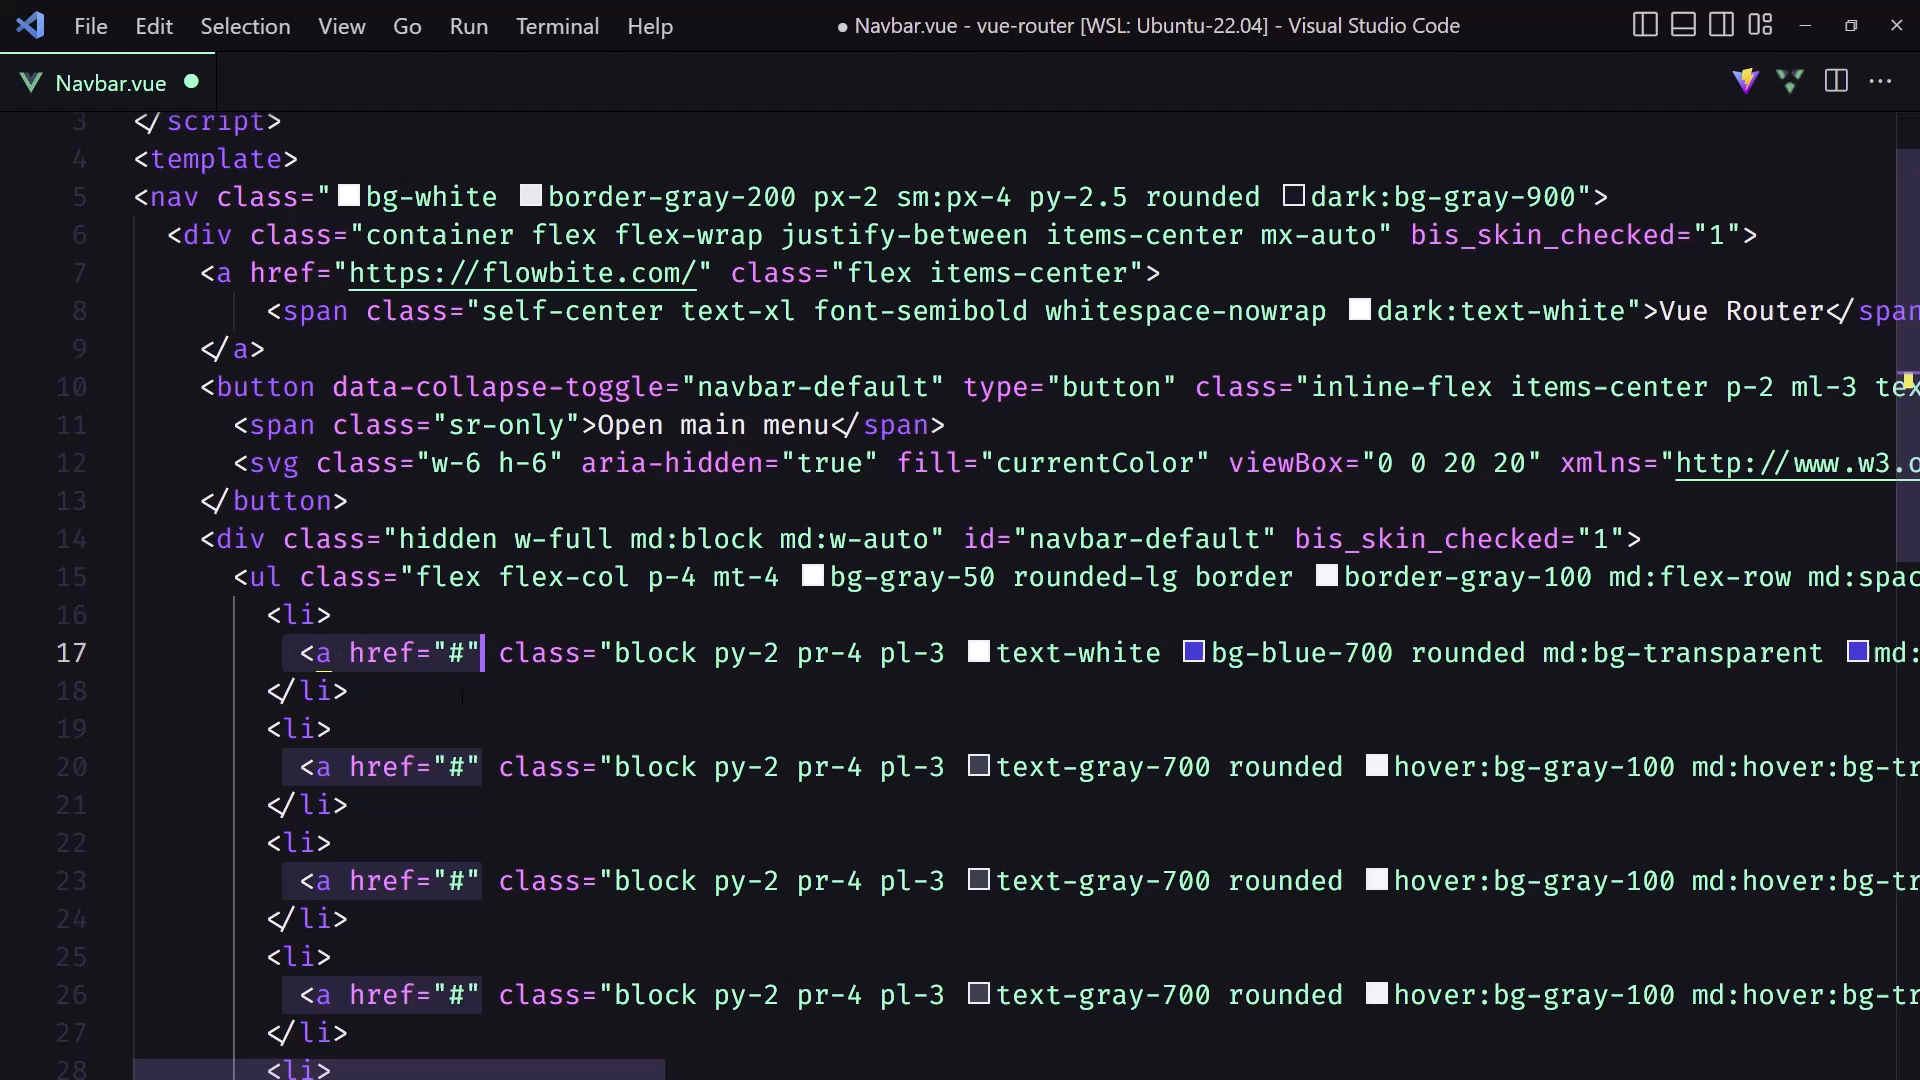 File Edit Selection View Go Run Terminal Help ● Navbar.vue - vue-router [WSL: Ubuntu-22.04] - Visual Studio Code
Navbar.vue
3 </script>
4 <template>
5 <nav class="bg-white border-gray-200 px-2 sm:px-4 py-2.5 rounded dark:bg-gray-900">
6 <div class="container flex flex-wrap justify-between items-center mx-auto" bis_skin_checked="1">
7 <a href="https://flowbite.com/" class="flex items-center">
8 <span class="self-center text-xl font-semibold whitespace-nowrap dark:text-white">Vue Router</span
9 </a>
10 <button data-collapse-toggle="navbar-default" type="button" class="inline-flex items-center p-2 ml-3 tex
11 <span class="sr-only">Open main menu</span>
12 <svg class="w-6 h-6" aria-hidden="true" fill="currentColor" viewBox="0 0 20 20" xmlns="http://www.w3.o
13 </button>
14 <div class="hidden w-full md:block md:w-auto" id="navbar-default" bis_skin_checked="1">
15 <ul class="flex flex-col p-4 mt-4 bg-gray-50 rounded-lg border border-gray-100 md:flex-row md:spac
16 <li>
17 <a href="#" class="block py-2 pr-4 pl-3 text-white bg-blue-700 rounded md:bg-transparent md:
18 </li>
19 <li>
20 <a href="#" class="block py-2 pr-4 pl-3 text-gray-700 rounded hover:bg-gray-100 md:hover:bg-tr
21 </li>
22 <li>
23 <a href="#" class="block py-2 pr-4 pl-3 text-gray-700 rounded hover:bg-gray-100 md:hover:bg-tr
24 </li>
25 <li>
26 <a href="#" class="block py-2 pr-4 pl-3 text-gray-700 rounded hover:bg-gray-100 md:hover:bg-tr
27 </li>
28 <li>